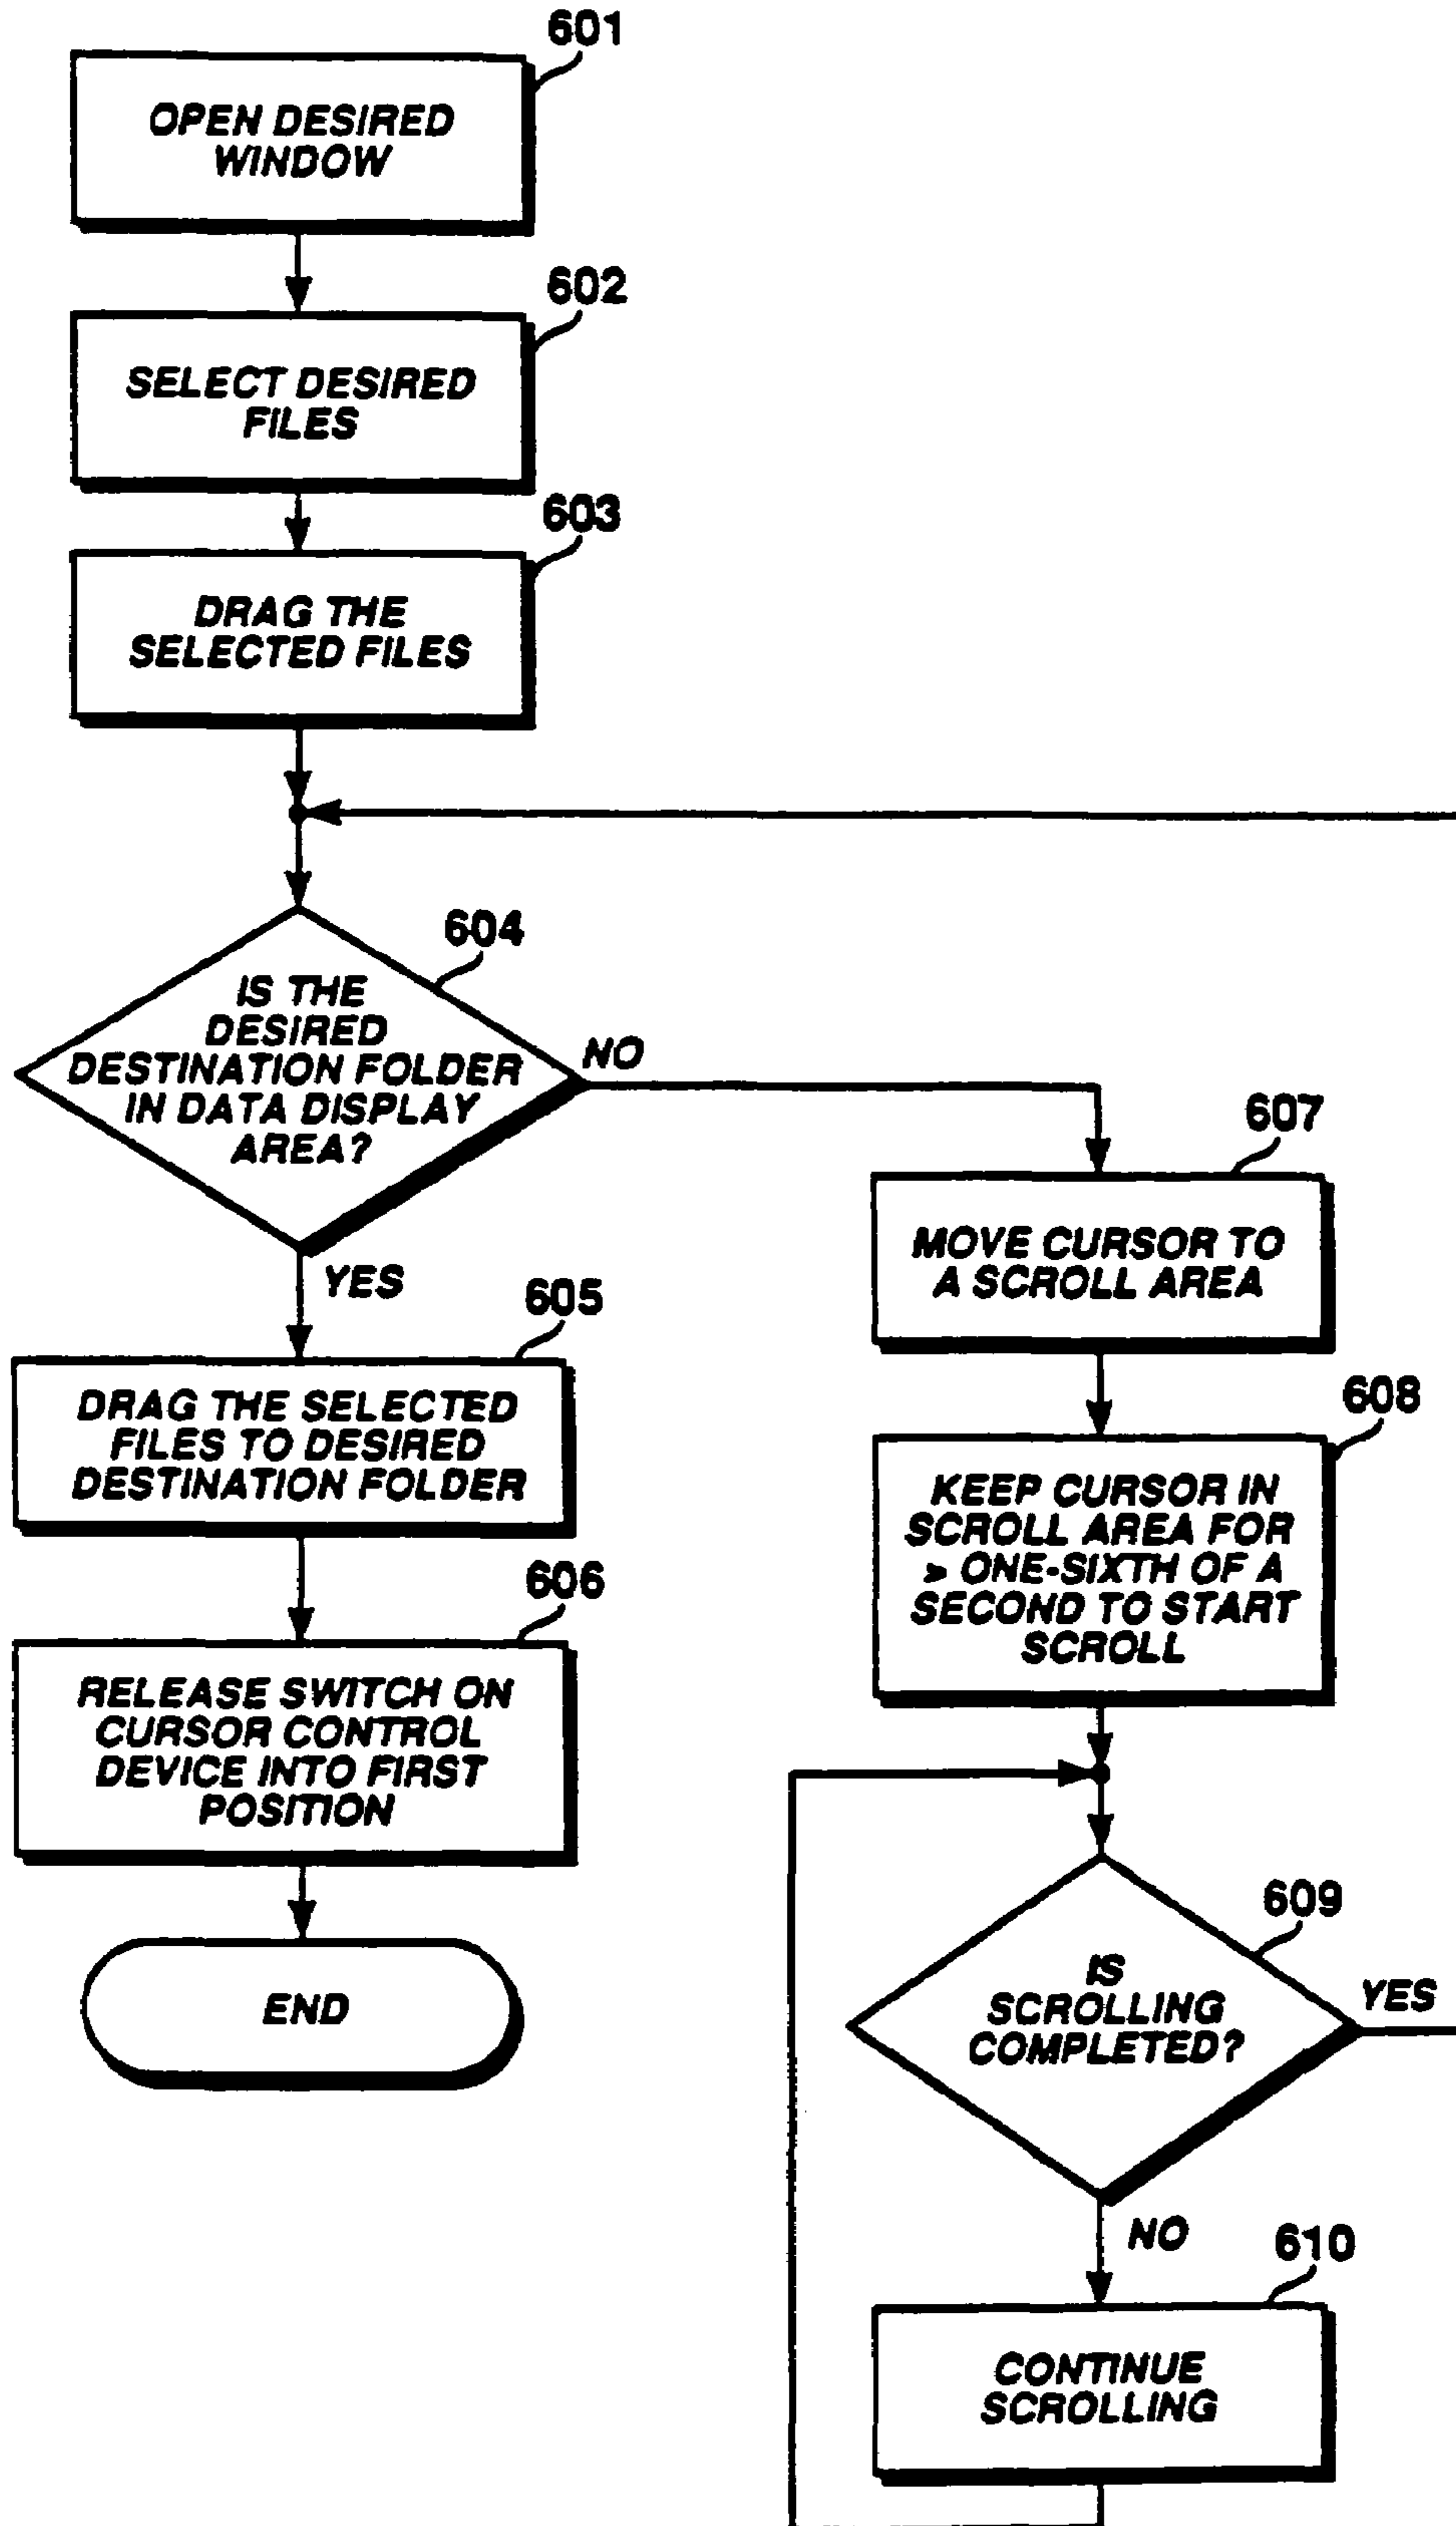 601
OPEN DESIRED
WINDOW
602
SELECT DESIRED
FILES
603
DRAG THE
SELECTED FILES
604
IS THE
DESIRED
DESTINATION FOLDER
IN DATA DISPLAY
AREA?
NO
YES
605
DRAG THE SELECTED
FILES TO DESIRED
DESTINATION FOLDER
606
RELEASE SWITCH ON
CURSOR CONTROL
DEVICE INTO FIRST
POSITION
END
607
MOVE CURSOR TO
A SCROLL AREA
608
KEEP CURSOR IN
SCROLL AREA FOR
> ONE-SIXTH OF A
SECOND TO START
SCROLL
609
IS
SCROLLING
COMPLETED?
YES
NO
610
CONTINUE
SCROLLING